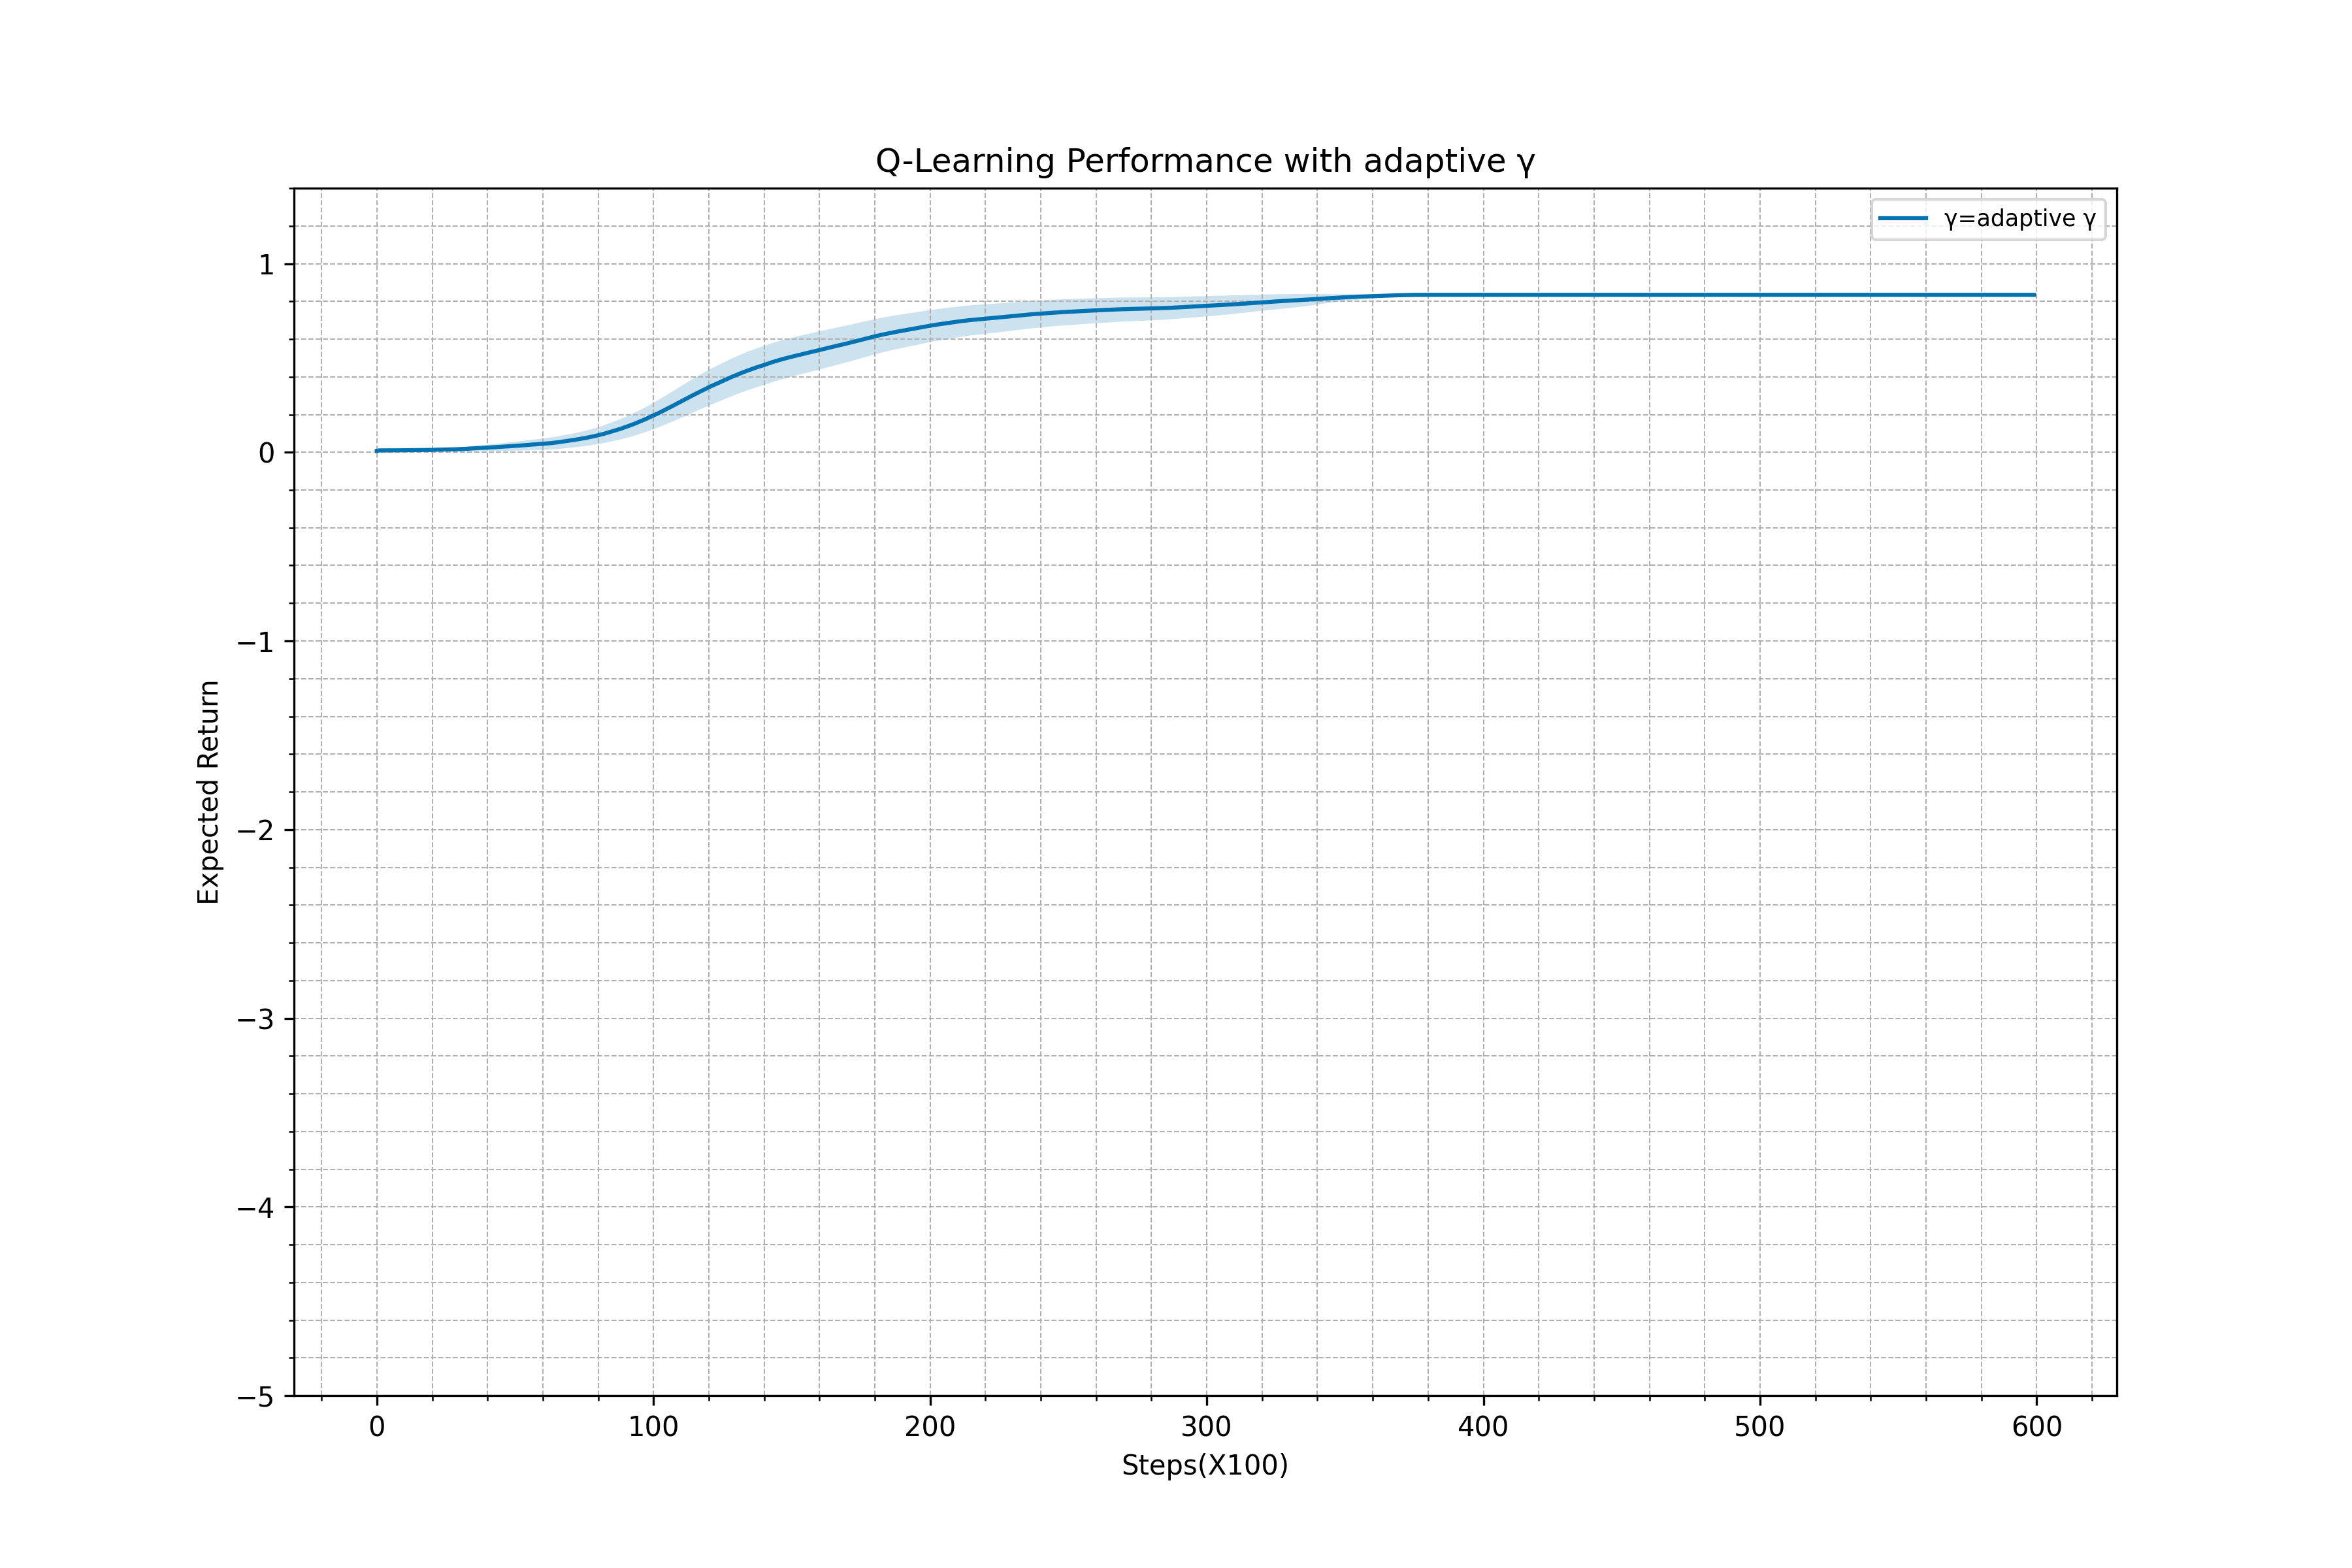 Q-Learning Performance with adaptive γ
γ=adaptive γ
1
0
−1
−2
−3
−4
−5
Expected Return
0 100 200 300 400 500 600
Steps(X100)